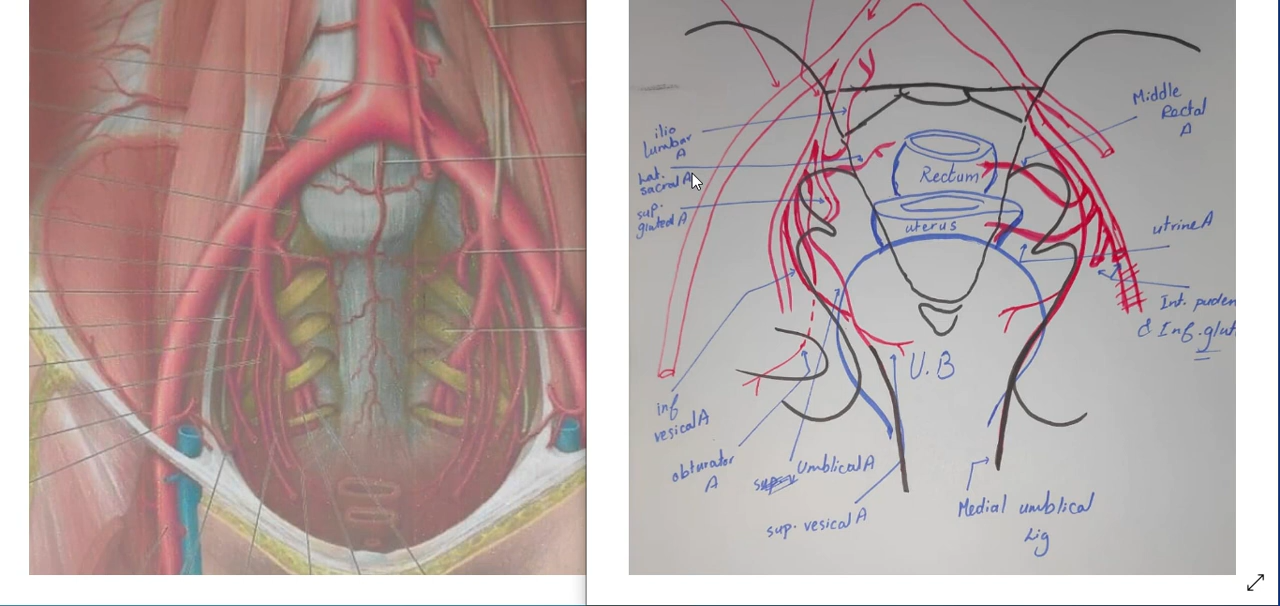 ilio
lumbar
A
Lat.
sacral A
sup.
gluteal A
Middle
Rectal
A
Rectum
uterus
utrine A
Int. puden
& Inf. glut
U.B
inf
vesical A
obturator
A
Umblical A
sup. vesical A
Medial umblical
Lig